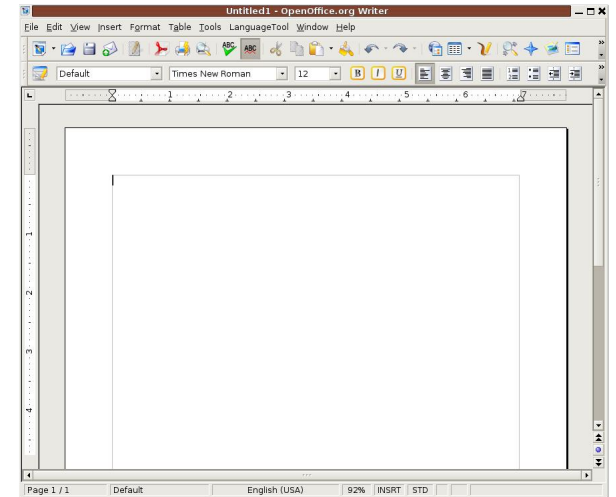 Untitled1 - OpenOffice.org Writer
File Edit View Insert Format Table Tools LanguageTool Window Help
ABC ABC
Default Times New Roman 12 B I U
1 2 3 4 5 6 7
1
2
3
4
Page 1 / 1 Default English (USA) 92% INSRT STD